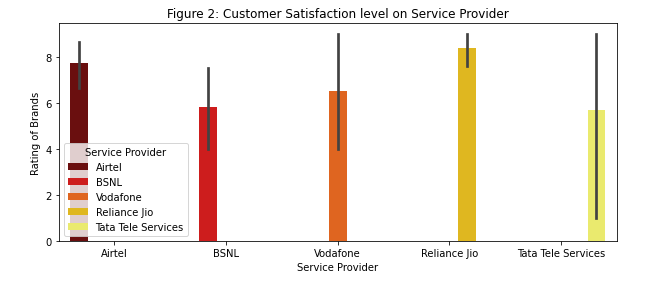 Figure 2: Customer Satisfaction level on Service Provider
8
6
4
2
0
Rating of Brands
Service Provider
Airtel
BSNL
Vodafone
Reliance Jio
Tata Tele Services
Airtel BSNL Vodafone Reliance Jio Tata Tele Services
Service Provider